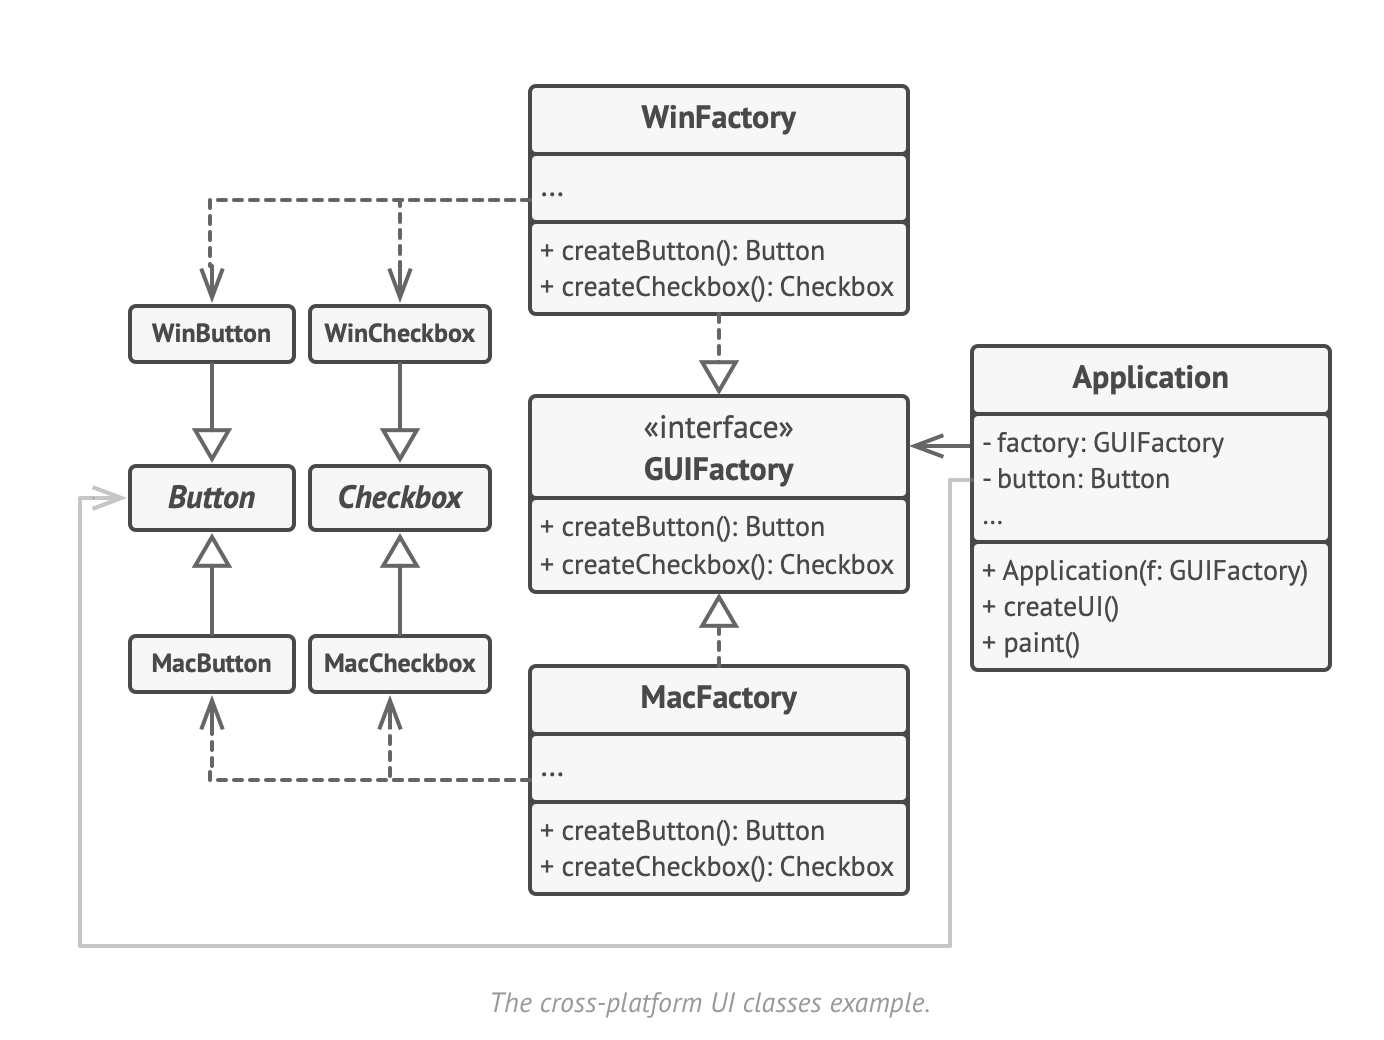 WinFactory
...
+ createButton(): Button
+ createCheckbox(): Checkbox
WinButton
WinCheckbox
Button
Checkbox
MacButton
MacCheckbox
«interface»
GUIFactory
+ createButton(): Button
+ createCheckbox(): Checkbox
Application
- factory: GUIFactory
- button: Button
...
+ Application(f: GUIFactory)
+ createUI()
+ paint()
MacFactory
...
+ createButton(): Button
+ createCheckbox(): Checkbox
The cross-platform UI classes example.